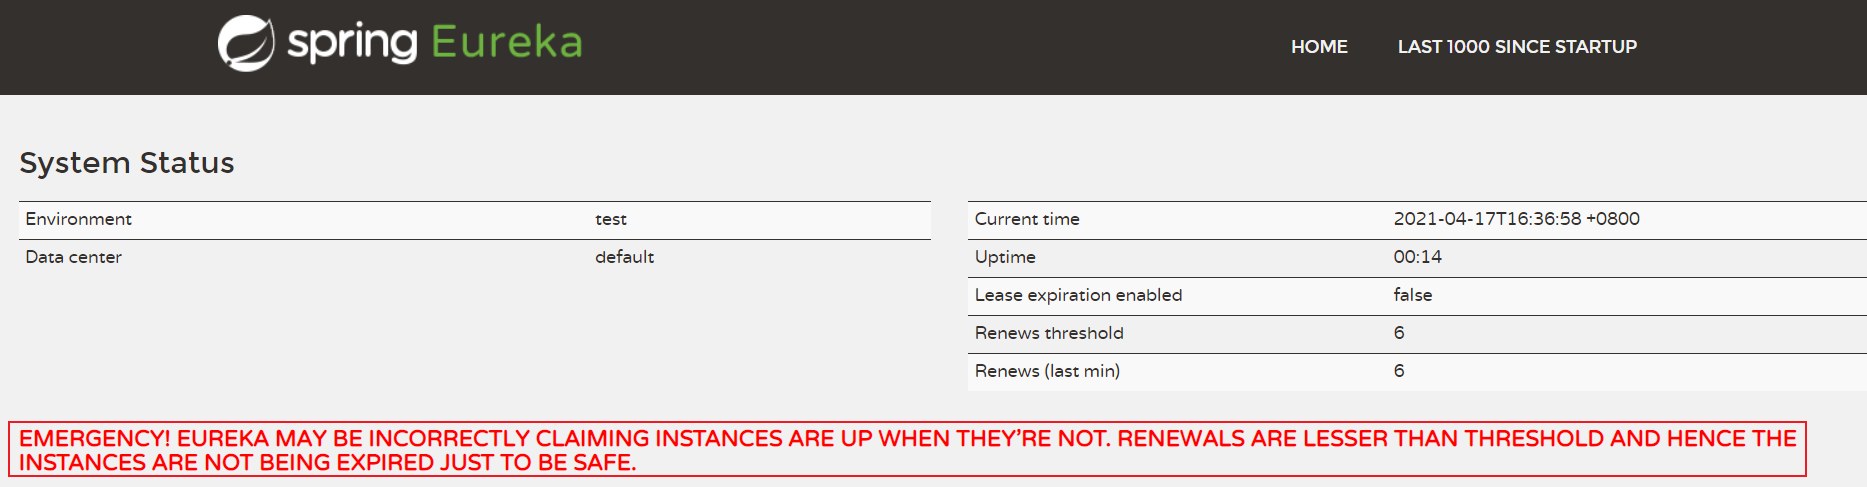 spring Eureka
HOME LAST 1000 SINCE STARTUP
System Status
Environment test
Data center default
Current time 2021-04-17T16:36:58 +0800
Uptime 00:14
Lease expiration enabled false
Renews threshold 6
Renews (last min) 6
EMERGENCY! EUREKA MAY BE INCORRECTLY CLAIMING INSTANCES ARE UP WHEN THEY’RE NOT. RENEWALS ARE LESSER THAN THRESHOLD AND HENCE THE
INSTANCES ARE NOT BEING EXPIRED JUST TO BE SAFE.